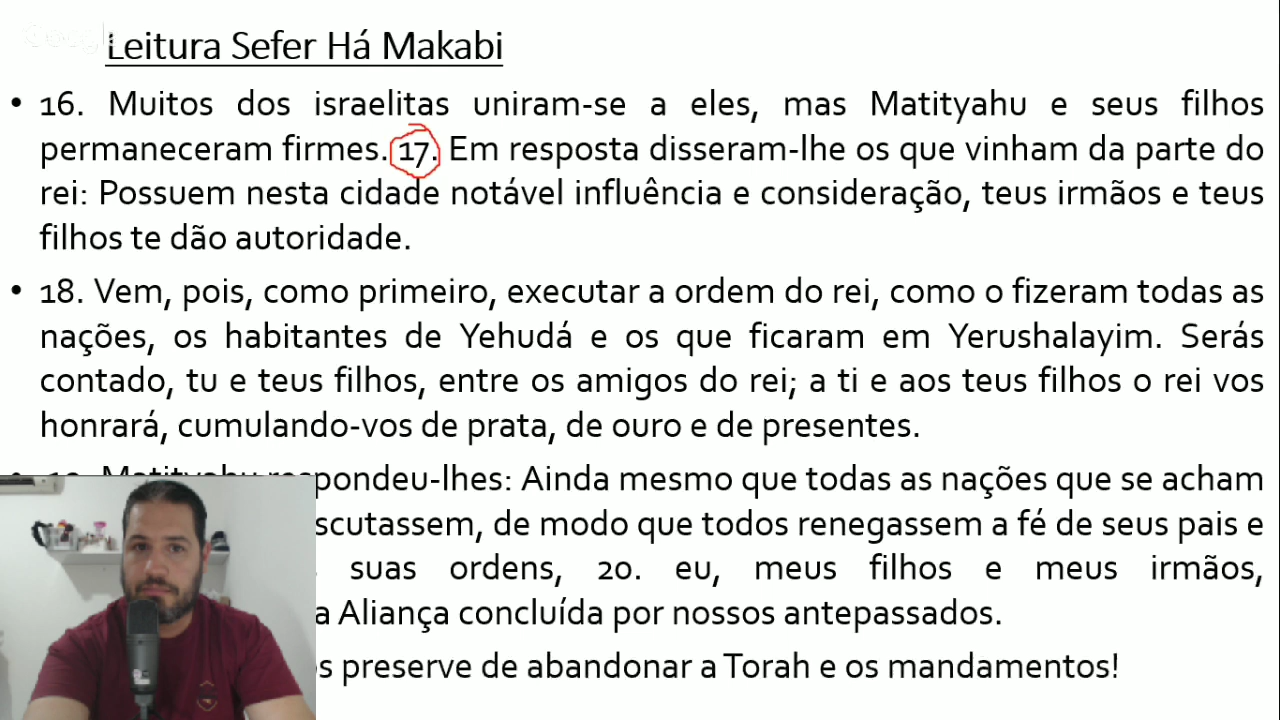 Leitura Sefer Há Makabi
• 16. Muitos dos israelitas uniram-se a eles, mas Matityahu e seus filhos
permaneceram firmes. 17. Em resposta disseram-lhe os que vinham da parte do
rei: Possuem nesta cidade notável influência e consideração, teus irmãos e teus
filhos te dão autoridade.
• 18. Vem, pois, como primeiro, executar a ordem do rei, como o fizeram todas as
nações, os habitantes de Yehudá e os que ficaram em Yerushalayim. Serás
contado, tu e teus filhos, entre os amigos do rei; a ti e aos teus filhos o rei vos
honrará, cumulando-vos de prata, de ouro e de presentes.
• 19. Matityahu respondeu-lhes: Ainda mesmo que todas as nações que se acham
scutassem, de modo que todos renegassem a fé de seus pais e
suas ordens, 20. eu, meus filhos e meus irmãos,
a Aliança concluída por nossos antepassados.
s preserve de abandonar a Torah e os mandamentos!